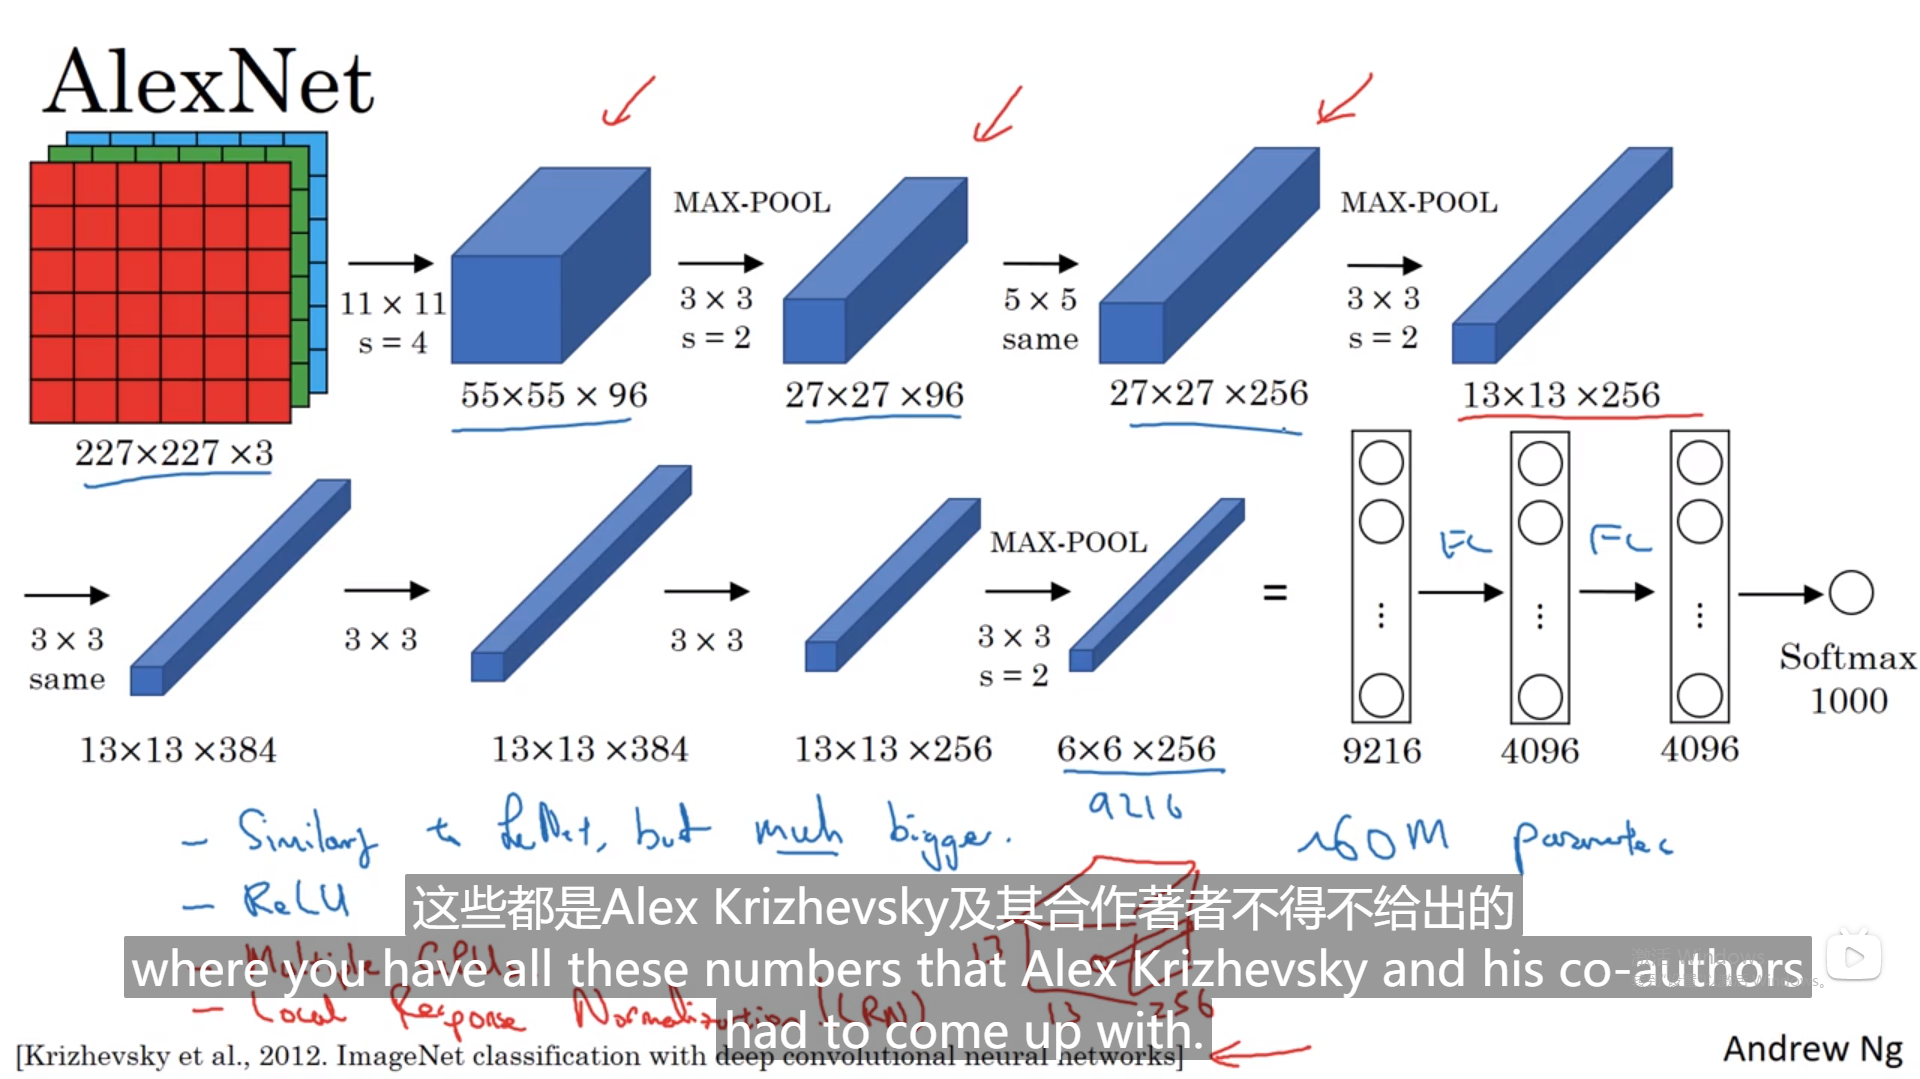 AlexNet
MAX-POOL
MAX-POOL
11 × 11
s = 4
3 × 3
s = 2
5 × 5
same
3 × 3
s = 2
227×227 ×3
55×55 × 96
27×27 ×96
27×27 ×256
13×13 ×256
3 × 3
same
3 × 3
3 × 3
MAX-POOL
3 × 3
s = 2
=
FC
FC
Softmax
1000
13×13 ×384
13×13 ×384
13×13 ×256
6×6 ×256
9216
4096
4096
9216
- Similar to LeNet, but much bigger.
~60M parameters
- ReLU
- Multiple GPUs.
- Local Response Normalization (LRN)
13
13
256
这些都是Alex Krizhevsky及其合作著者不得不给出的
where you have all these numbers that Alex Krizhevsky and his co-authors
had to come up with.
激活 Windows
[Krizhevsky et al., 2012. ImageNet classification with deep convolutional neural networks]
Andrew Ng